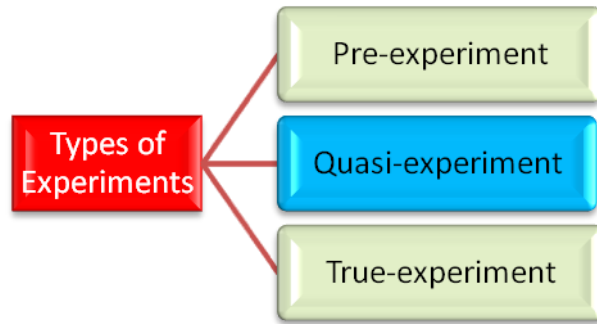 Types of
Experiments
Pre-experiment
Quasi-experiment
True-experiment